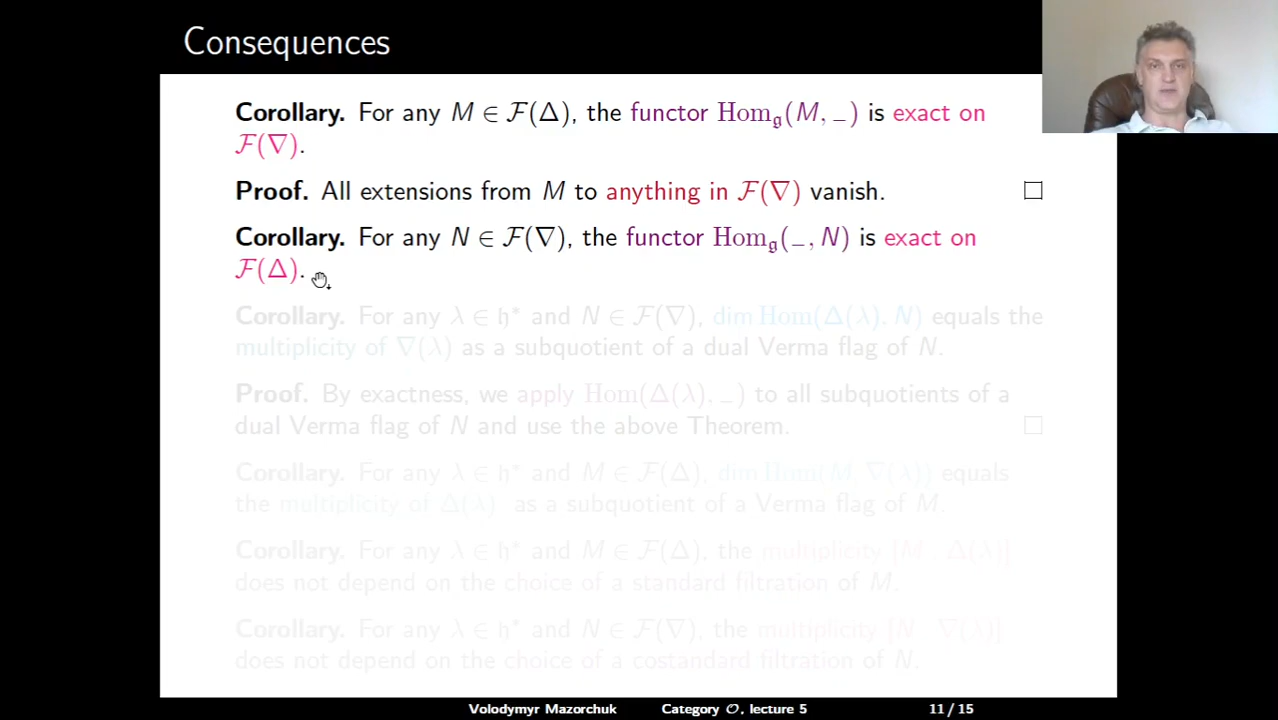 Consequences
Corollary. For any M ∈ F(Δ), the functor Hom𝔤(M, _) is exact on
F(∇).
Proof. All extensions from M to anything in F(∇) vanish. □
Corollary. For any N ∈ F(∇), the functor Hom𝔤(_, N) is exact on
F(Δ).
Corollary. For any λ ∈ 𝔥* and N ∈ F(∇), dim Hom(Δ(λ), N) equals the
multiplicity of ∇(λ) as a subquotient of a dual Verma flag of N.
Proof. By exactness, we apply Hom(Δ(λ), _) to all subquotients of a
dual Verma flag of N and use the above Theorem. □
Corollary. For any λ ∈ 𝔥* and M ∈ F(Δ), dim Hom(M, ∇(λ)) equals
the multiplicity of Δ(λ) as a subquotient of a Verma flag of M.
Corollary. For any λ ∈ 𝔥* and M ∈ F(Δ), the multiplicity [M : Δ(λ)]
does not depend on the choice of a standard filtration of M.
Corollary. For any λ ∈ 𝔥* and N ∈ F(∇), the multiplicity [N : ∇(λ)]
does not depend on the choice of a costandard filtration of N.
Volodymyr Mazorchuk Category O, lecture 5 11 / 15